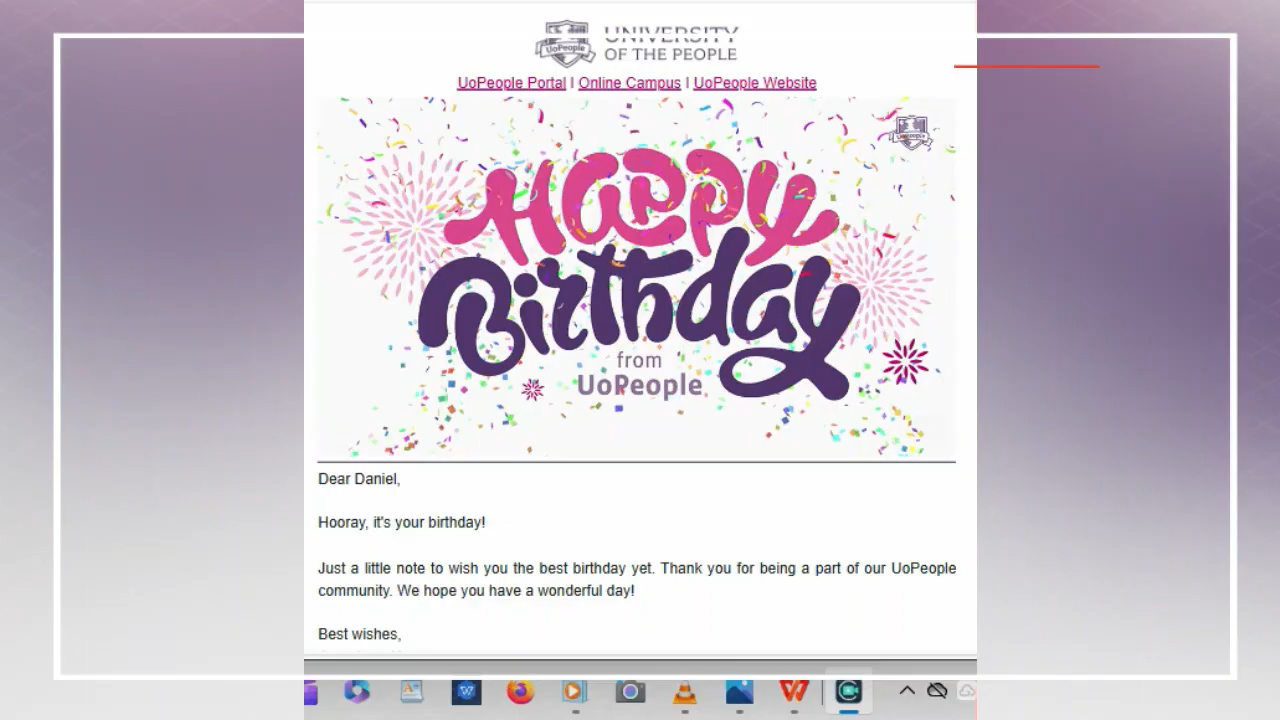 UoPeople
UNIVERSITY
OF THE PEOPLE
UoPeople Portal | Online Campus | UoPeople Website
UoPeople
Happy
Birthday
from
UoPeople
Dear Daniel,
Hooray, it's your birthday!
Just a little note to wish you the best birthday yet. Thank you for being a part of our UoPeople
community. We hope you have a wonderful day!
Best wishes,